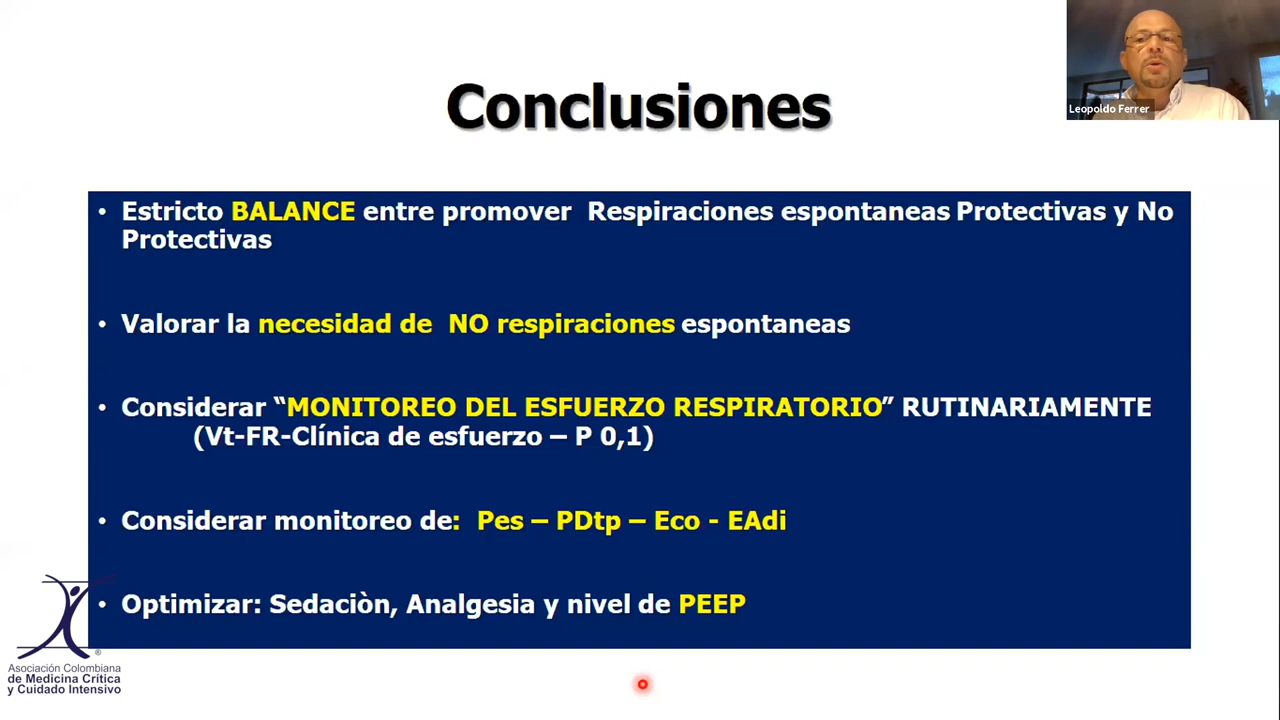 Leopoldo Ferrer
Conclusiones
• Estricto BALANCE entre promover Respiraciones espontaneas Protectivas y No
Protectivas
• Valorar la necesidad de NO respiraciones espontaneas
• Considerar “MONITOREO DEL ESFUERZO RESPIRATORIO” RUTINARIAMENTE
(Vt-FR-Clínica de esfuerzo – P 0,1)
• Considerar monitoreo de: Pes – PDtp – Eco - EAdi
• Optimizar: Sedaciòn, Analgesia y nivel de PEEP
Asociación Colombiana
de Medicina Crítica
y Cuidado Intensivo